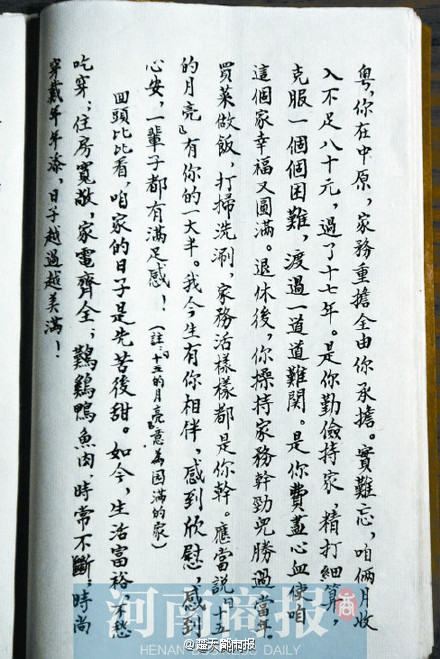 粤,你在中原,家務重擔全由你承擔。實難忘,咱倆月收
入不足八十元,過了十七年。是你勤儉持家,精打細算,
克服一個個困難,渡過一道道難関。是你費盡心血使咱
這個家幸福又圓滿。退休後,你操持家務幹勁兒勝過當年,
買菜做飯,打掃洗涮,家務活樣樣都是你幹。應當説『十五
的月亮』有你的一大半。我今生有你相伴,感到欣慰,感到
心安,一輩子都有滿足感!(註:『十五的月亮』意為圓滿的家)
回頭比比看,咱家的日子是先苦後甜。如今,生活富裕,不愁
吃穿;住房寬敞,家電齊全;鷄鴨魚肉,時常不斷;時尚
穿戴年年添,日子越過越美滿!
河南商报
商
HENAN BUSINESS DAILY
@楚天都市报